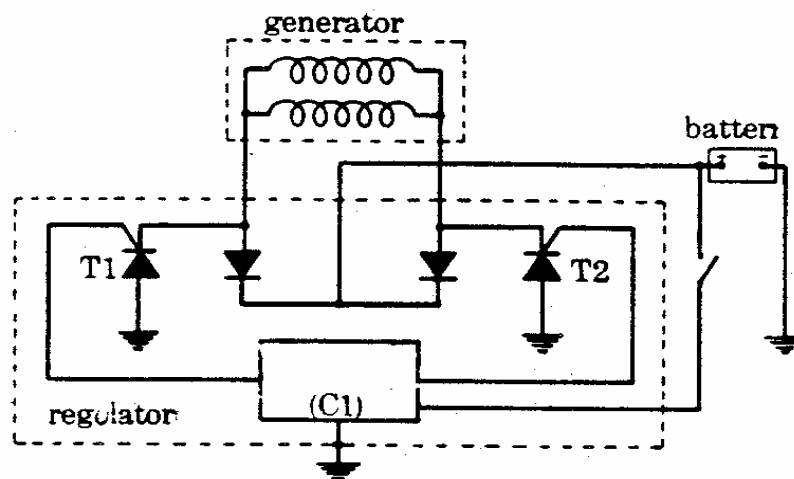 generator
batten
T1
T2
(C1)
regulator